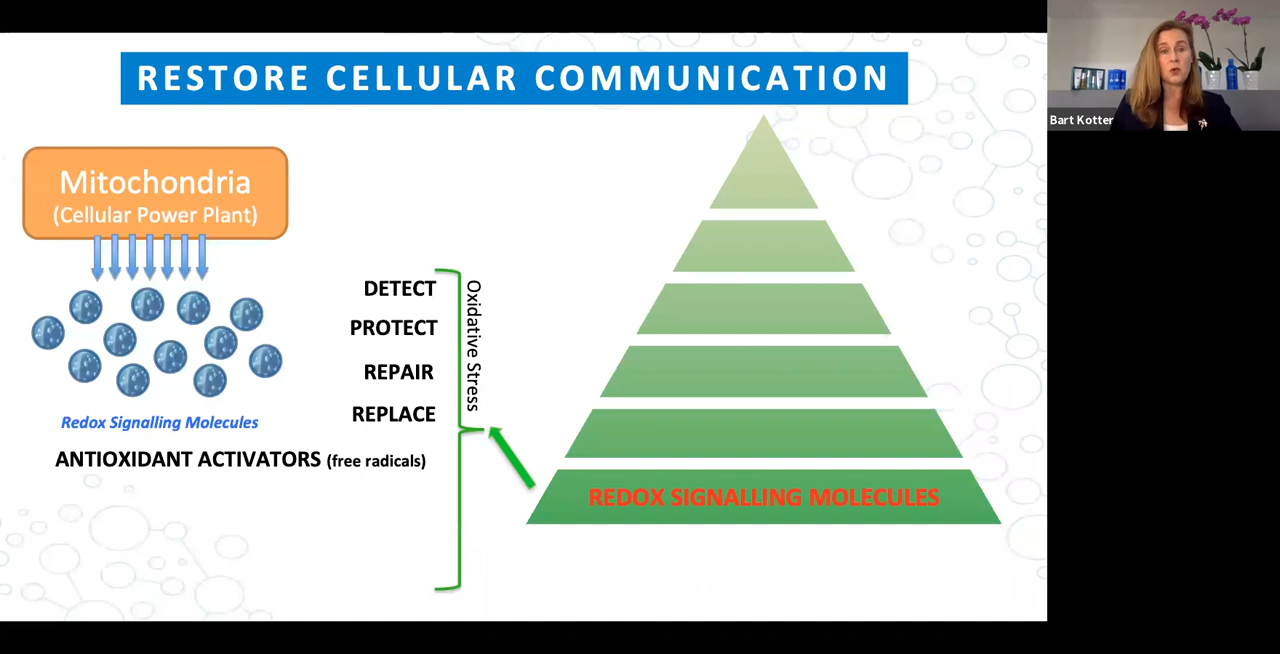 RESTORE CELLULAR COMMUNICATION
Mitochondria
(Cellular Power Plant)
Redox Signalling Molecules
ANTIOXIDANT ACTIVATORS (free radicals)
DETECT
PROTECT
REPAIR
REPLACE
Oxidative Stress
REDOX SIGNALLING MOLECULES
Bart Kotter